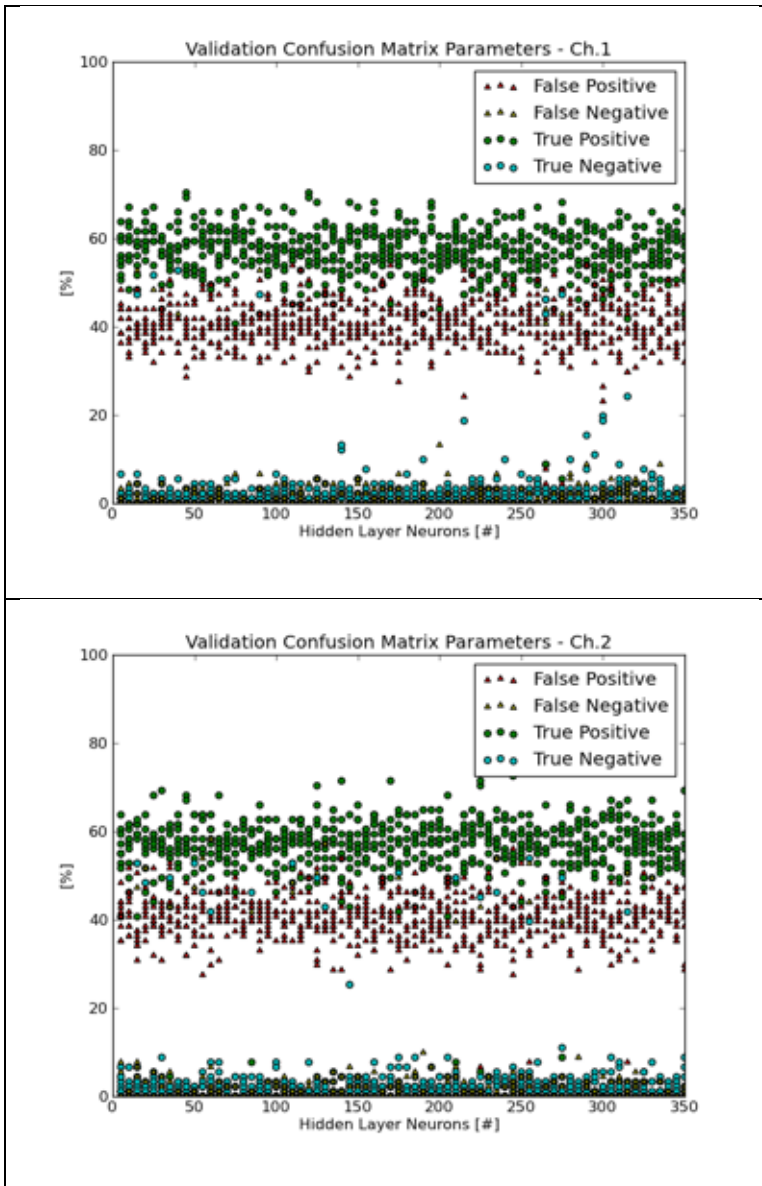 Validation Confusion Matrix Parameters - Ch.1
100
80
60
40
20
0
[%]
False Positive
False Negative
True Positive
True Negative
0 50 100 150 200 250 300 350
Hidden Layer Neurons [#]
Validation Confusion Matrix Parameters - Ch.2
100
80
60
40
20
0
[%]
False Positive
False Negative
True Positive
True Negative
0 50 100 150 200 250 300 350
Hidden Layer Neurons [#]